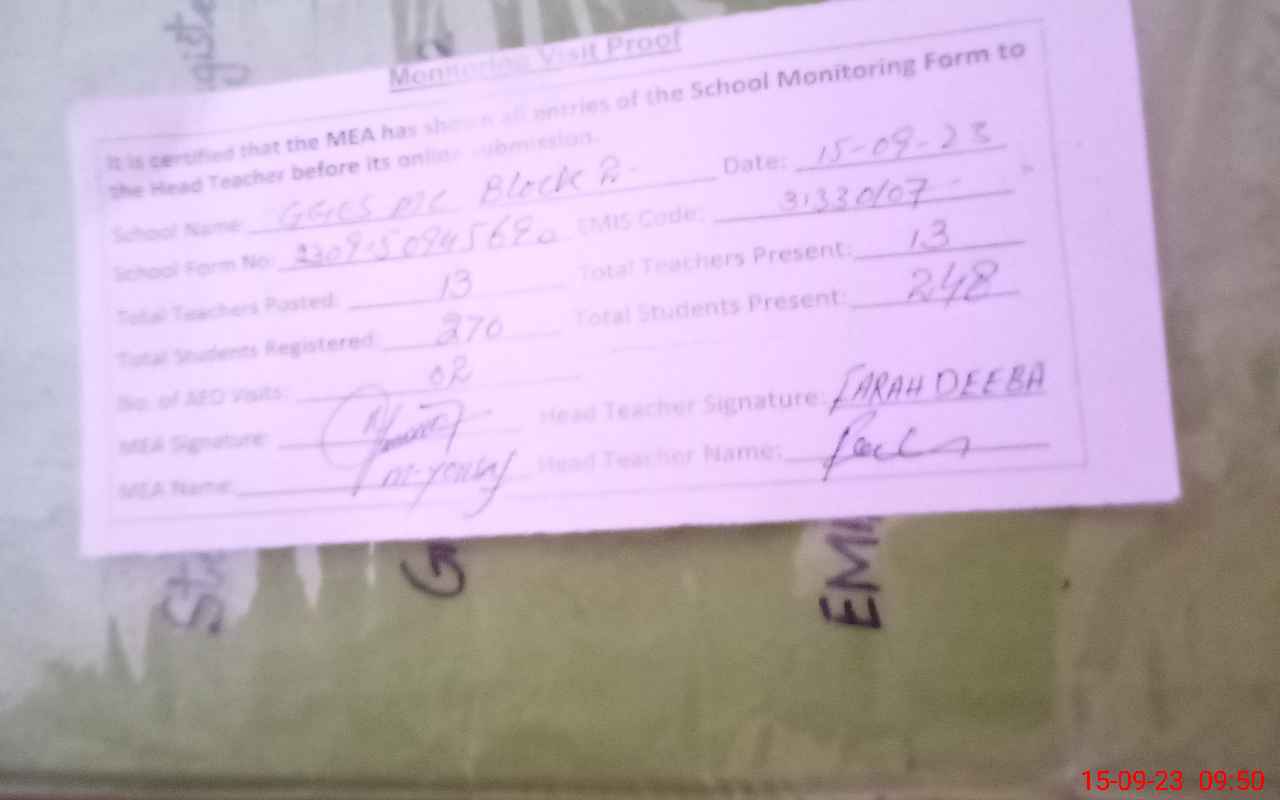 Monitoring Visit Proof
It is certified that the MEA has shown all entries of the School Monitoring Form to
the Head Teacher before its online submission.
School Name: GGCS MC Block Date: 15-09-23
School Form No: EMIS Code: 31330107
Total Teachers Posted: 13 Total Teachers Present: 13
Total Students Registered: 270 Total Students Present: 248
No. of AEO Visits: 02
MEA Signature: Head Teacher Signature: FARAH DEEBA
MEA Name: Head Teacher Name:
EMI
15-09-23 09:50